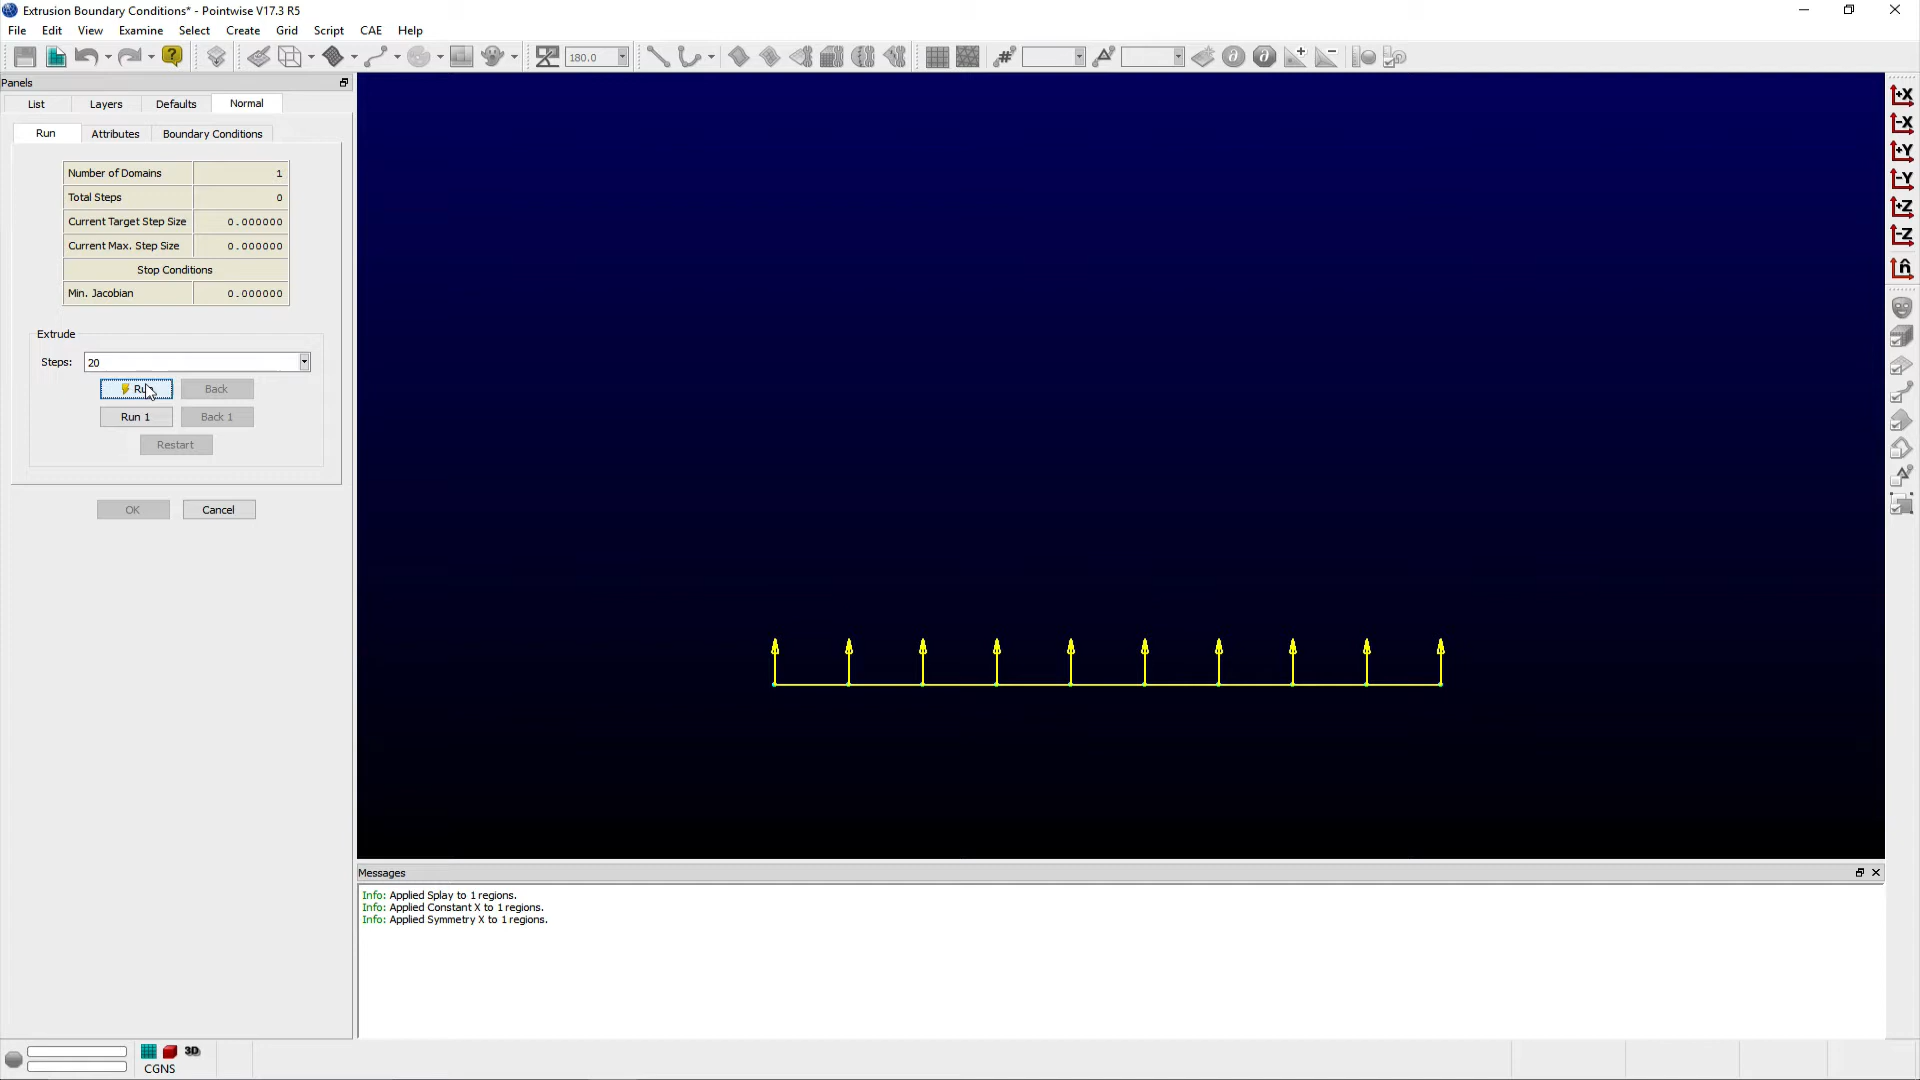 Extrusion Boundary Conditions* - Pointwise V17.3 R5
File Edit View Examine Select Create Grid Script CAE Help
180.0
Panels
List Layers Defaults Normal
Run Attributes Boundary Conditions
Number of Domains 1
Total Steps 0
Current Target Step Size 0.000000
Current Max. Step Size 0.000000
Stop Conditions
Min. Jacobian 0.000000
Extrude
Steps: 20
Run Back
Run 1 Back 1
Restart
OK Cancel
+X
-X
+Y
-Y
+Z
-Z
n̂
Messages
Info: Applied Splay to 1 regions.
Info: Applied Constant X to 1 regions.
Info: Applied Symmetry X to 1 regions.
3D
CGNS